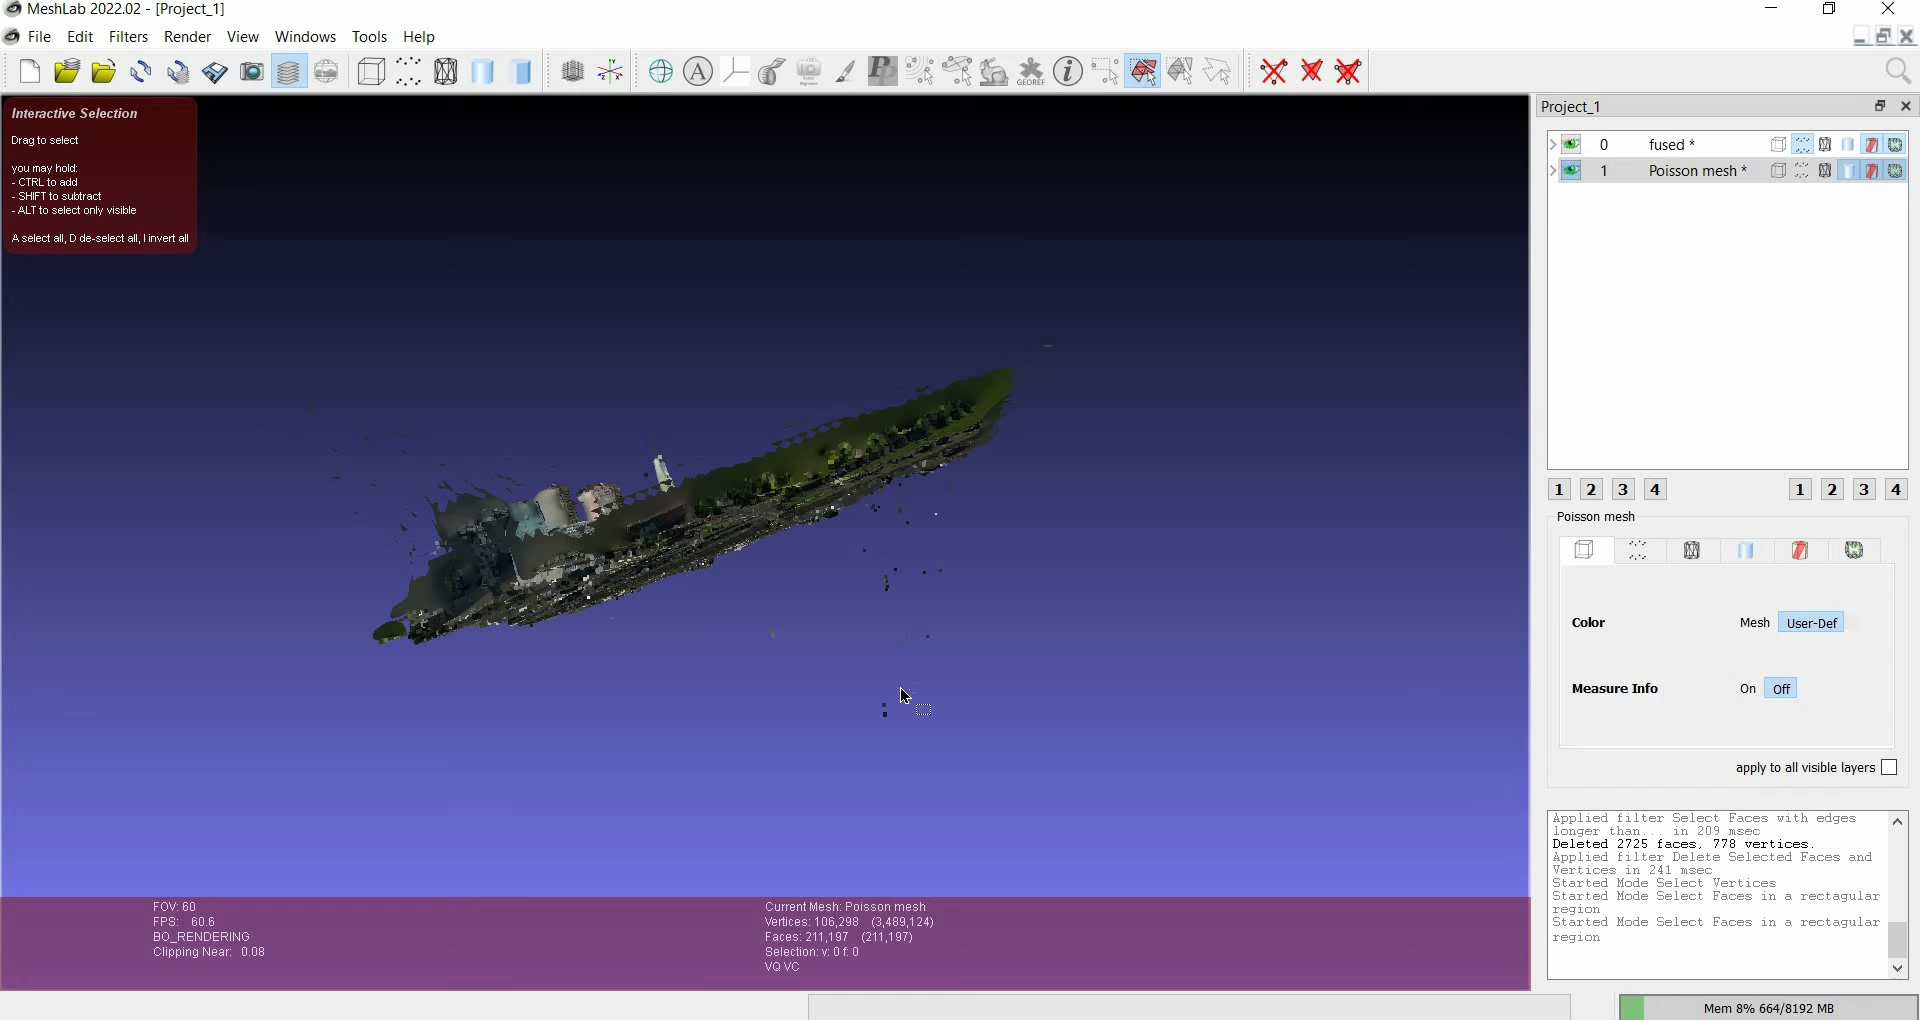 MeshLab 2022.02 - [Project_1]
File Edit Filters Render View Windows Tools Help
A P GEOREF i
Interactive Selection
Drag to select
you may hold:
- CTRL to add
- SHIFT to subtract
- ALT to select only visible
A select all, D de-select all, I invert all
Project_1
0 fused *
1 Poisson mesh *
1 2 3 4 1 2 3 4
Poisson mesh
Color Mesh User-Def
Measure Info On Off
apply to all visible layers
Applied filter Select Faces with edges
longer than... in 209 msec
Deleted 2725 faces, 778 vertices.
Applied filter Delete Selected Faces and
Vertices in 241 msec
Started Mode Select Vertices
Started Mode Select Faces in a rectagular
region
Started Mode Select Faces in a rectagular
region
FOV: 60
FPS: 60.6
BO_RENDERING
Clipping Near: 0.08
Current Mesh: Poisson mesh
Vertices: 106,298 (3,489,124)
Faces: 211,197 (211,197)
Selection: v: 0 f: 0
VQ VC
Mem 8% 664/8192 MB